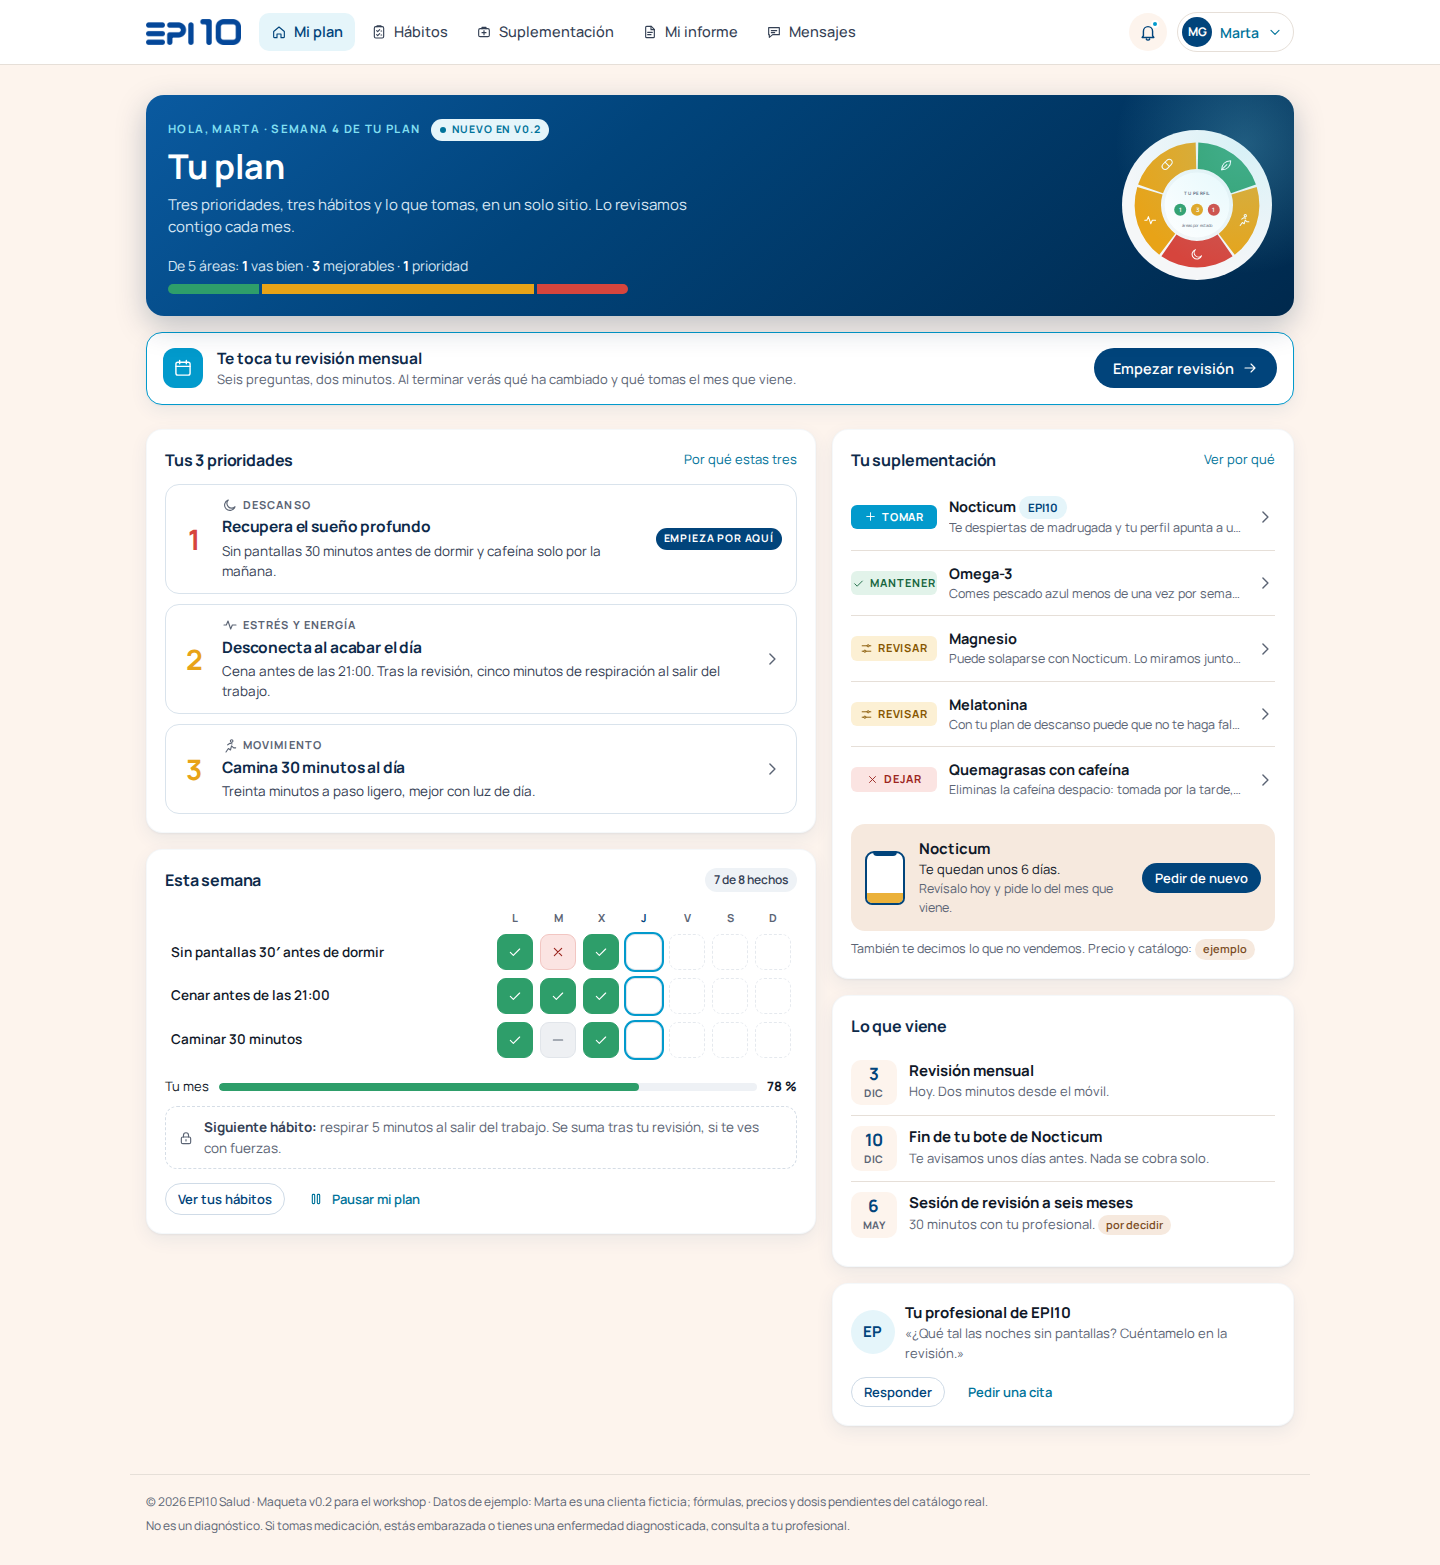 EPI10
Mi plan
Hábitos
Suplementación
Mi informe
Mensajes
MG
Marta
HOLA, MARTA · SEMANA 4 DE TU PLAN
NUEVO EN V0.2
Tu plan
Tres prioridades, tres hábitos y lo que tomas, en un solo sitio. Lo revisamos
contigo cada mes.
De 5 áreas: 1 vas bien · 3 mejorables · 1 prioridad
TU PERFIL
1 3 1
Te toca tu revisión mensual
Seis preguntas, dos minutos. Al terminar verás qué ha cambiado y qué tomas el mes que viene.
Empezar revisión
Tus 3 prioridades
Por qué estas tres
1
DESCANSO
Recupera el sueño profundo
Sin pantallas 30 minutos antes de dormir y cafeína solo por la
mañana.
EMPIEZA POR AQUÍ
2
ESTRÉS Y ENERGÍA
Desconecta al acabar el día
Cena antes de las 21:00. Tras la revisión, cinco minutos de respiración al salir del
trabajo.
3
MOVIMIENTO
Camina 30 minutos al día
Treinta minutos a paso ligero, mejor con luz de día.
Esta semana
7 de 8 hechos
L M X J V S D
Sin pantallas 30′ antes de dormir
Cenar antes de las 21:00
Caminar 30 minutos
Tu mes
78 %
Siguiente hábito: respirar 5 minutos al salir del trabajo. Se suma tras tu revisión, si te ves
con fuerzas.
Ver tus hábitos
Pausar mi plan
Tu suplementación
Ver por qué
TOMAR
Nocticum EPI10
Te despiertas de madrugada y tu perfil apunta a u…
MANTENER
Omega-3
Comes pescado azul menos de una vez por sema…
REVISAR
Magnesio
Puede solaparse con Nocticum. Lo miramos junto…
REVISAR
Melatonina
Con tu plan de descanso puede que no te haga fal…
DEJAR
Quemagrasas con cafeína
Eliminas la cafeína despacio: tomada por la tarde,…
Nocticum
Te quedan unos 6 días.
Revísalo hoy y pide lo del mes que
viene.
Pedir de nuevo
También te decimos lo que no vendemos. Precio y catálogo: ejemplo
Lo que viene
3
DIC
Revisión mensual
Hoy. Dos minutos desde el móvil.
10
DIC
Fin de tu bote de Nocticum
Te avisamos unos días antes. Nada se cobra solo.
6
MAY
Sesión de revisión a seis meses
30 minutos con tu profesional. por decidir
EP
Tu profesional de EPI10
«¿Qué tal las noches sin pantallas? Cuéntamelo en la
revisión.»
Responder
Pedir una cita
© 2026 EPI10 Salud · Maqueta v0.2 para el workshop · Datos de ejemplo: Marta es una clienta ficticia; fórmulas, precios y dosis pendientes del catálogo real.
No es un diagnóstico. Si tomas medicación, estás embarazada o tienes una enfermedad diagnosticada, consulta a tu profesional.